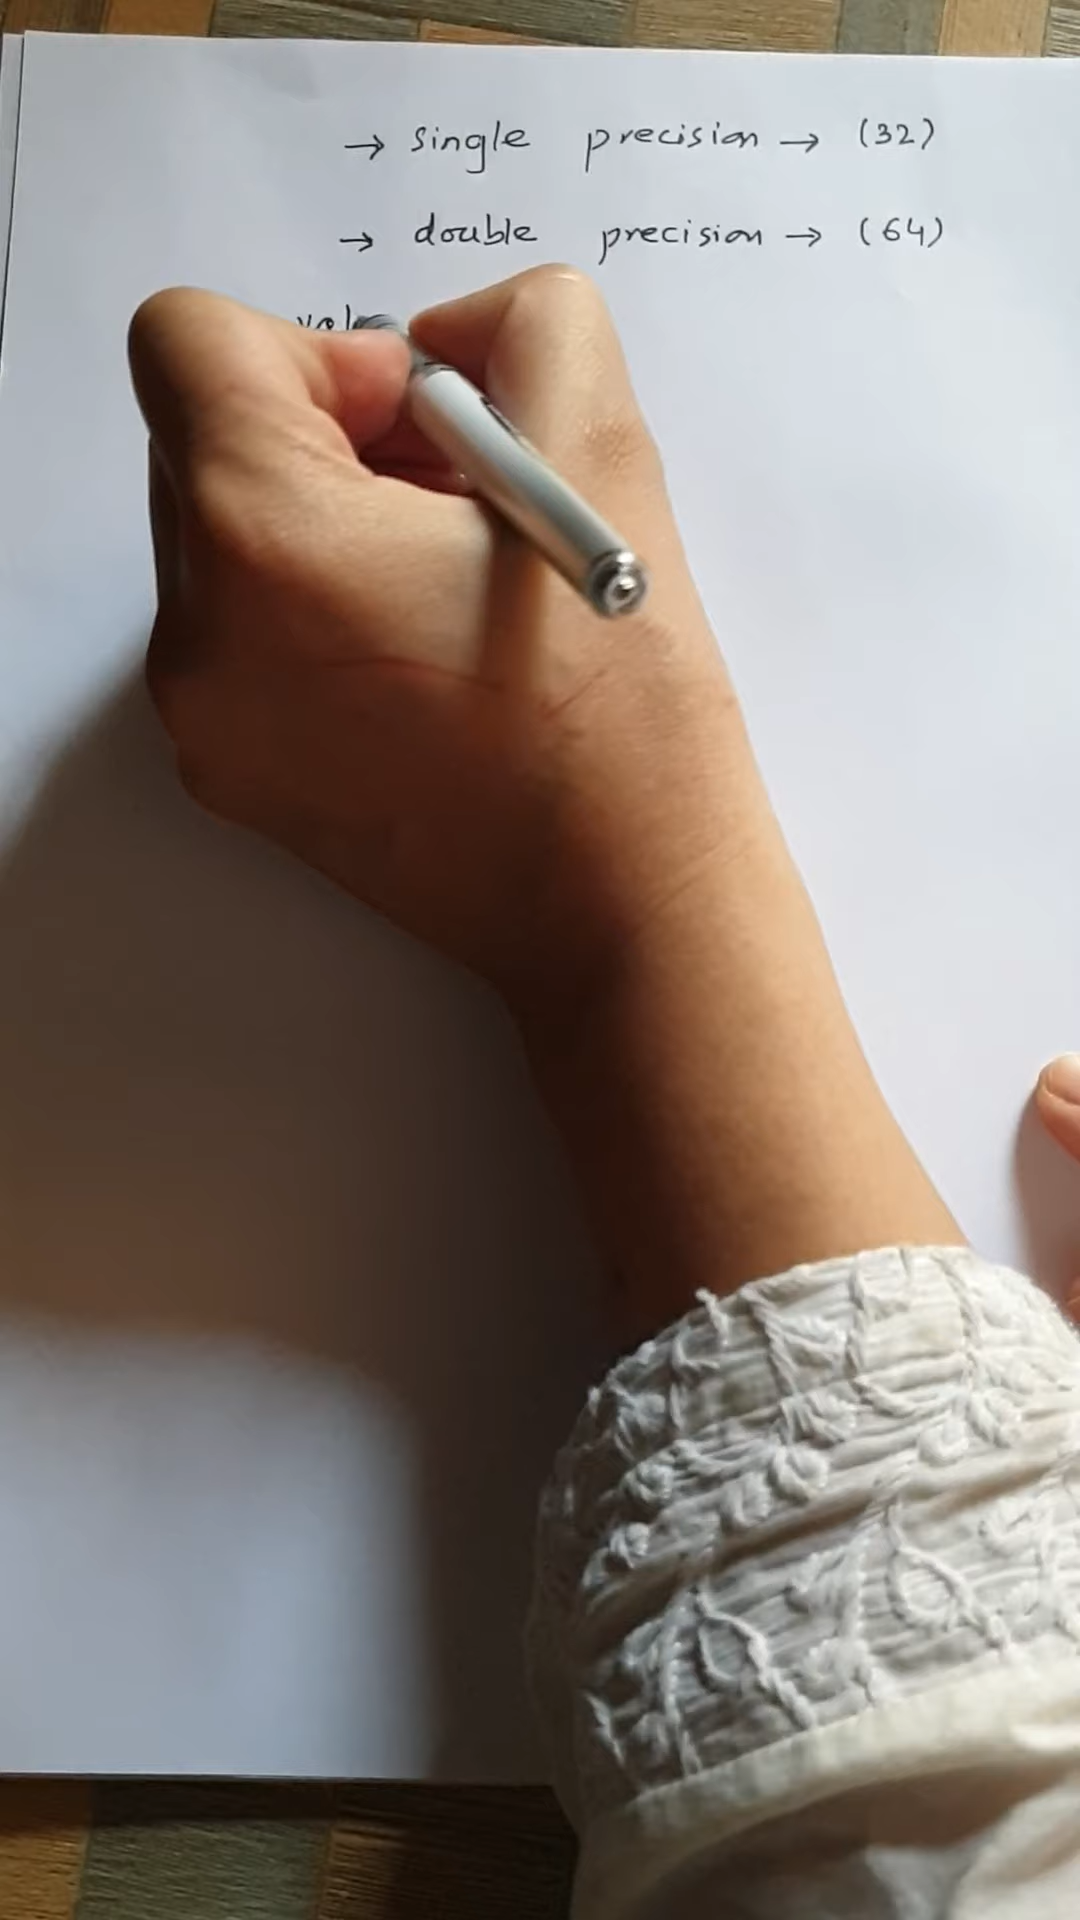 → single precision → (32)
→ double precision → (64)